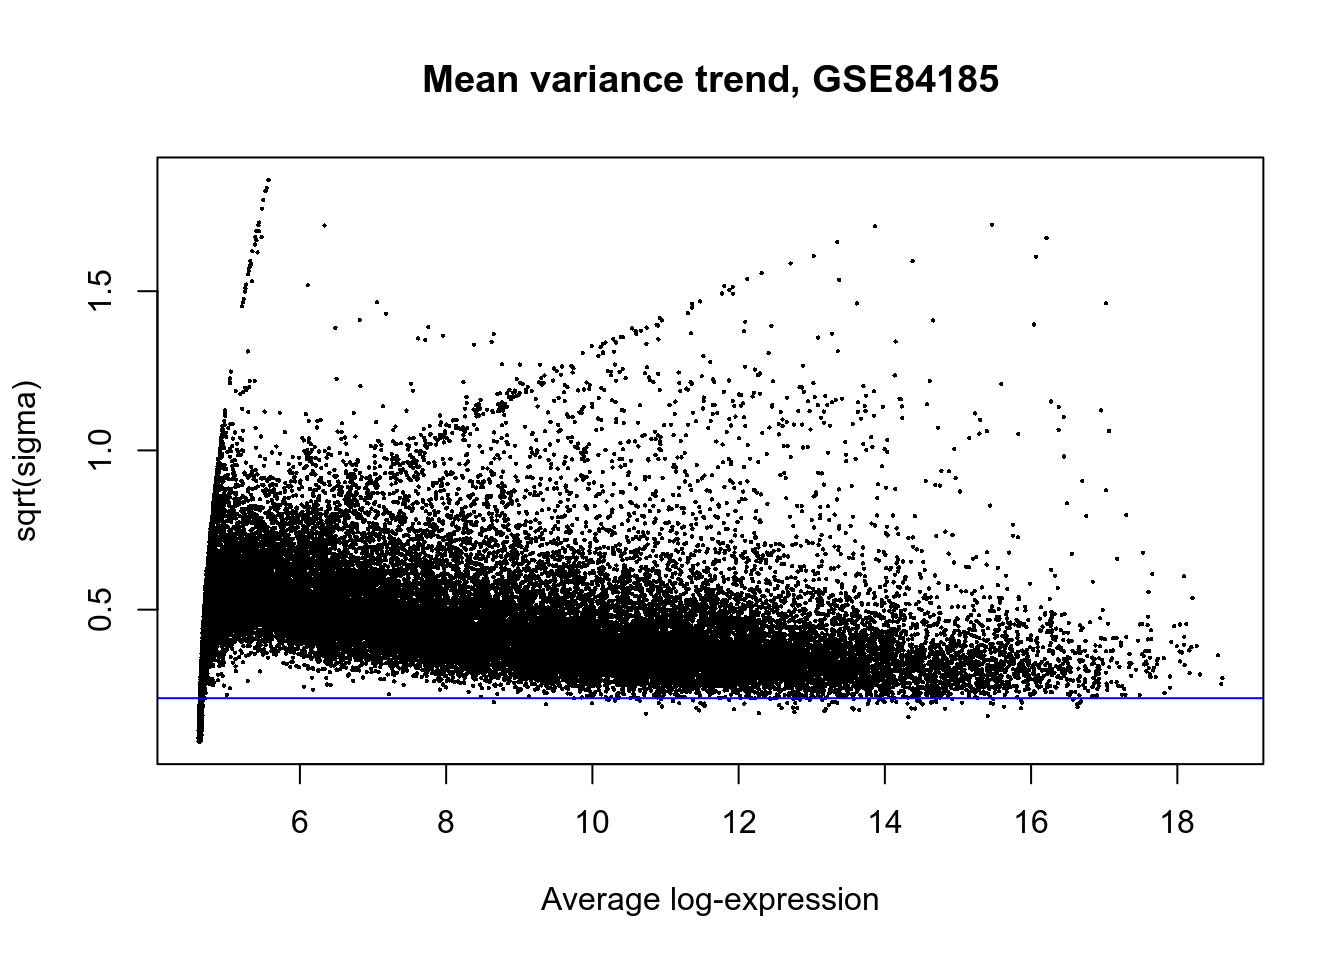 Mean variance trend, GSE84185
sqrt(sigma)
1.5
1.0
0.5
6 8 10 12 14 16 18
Average log-expression